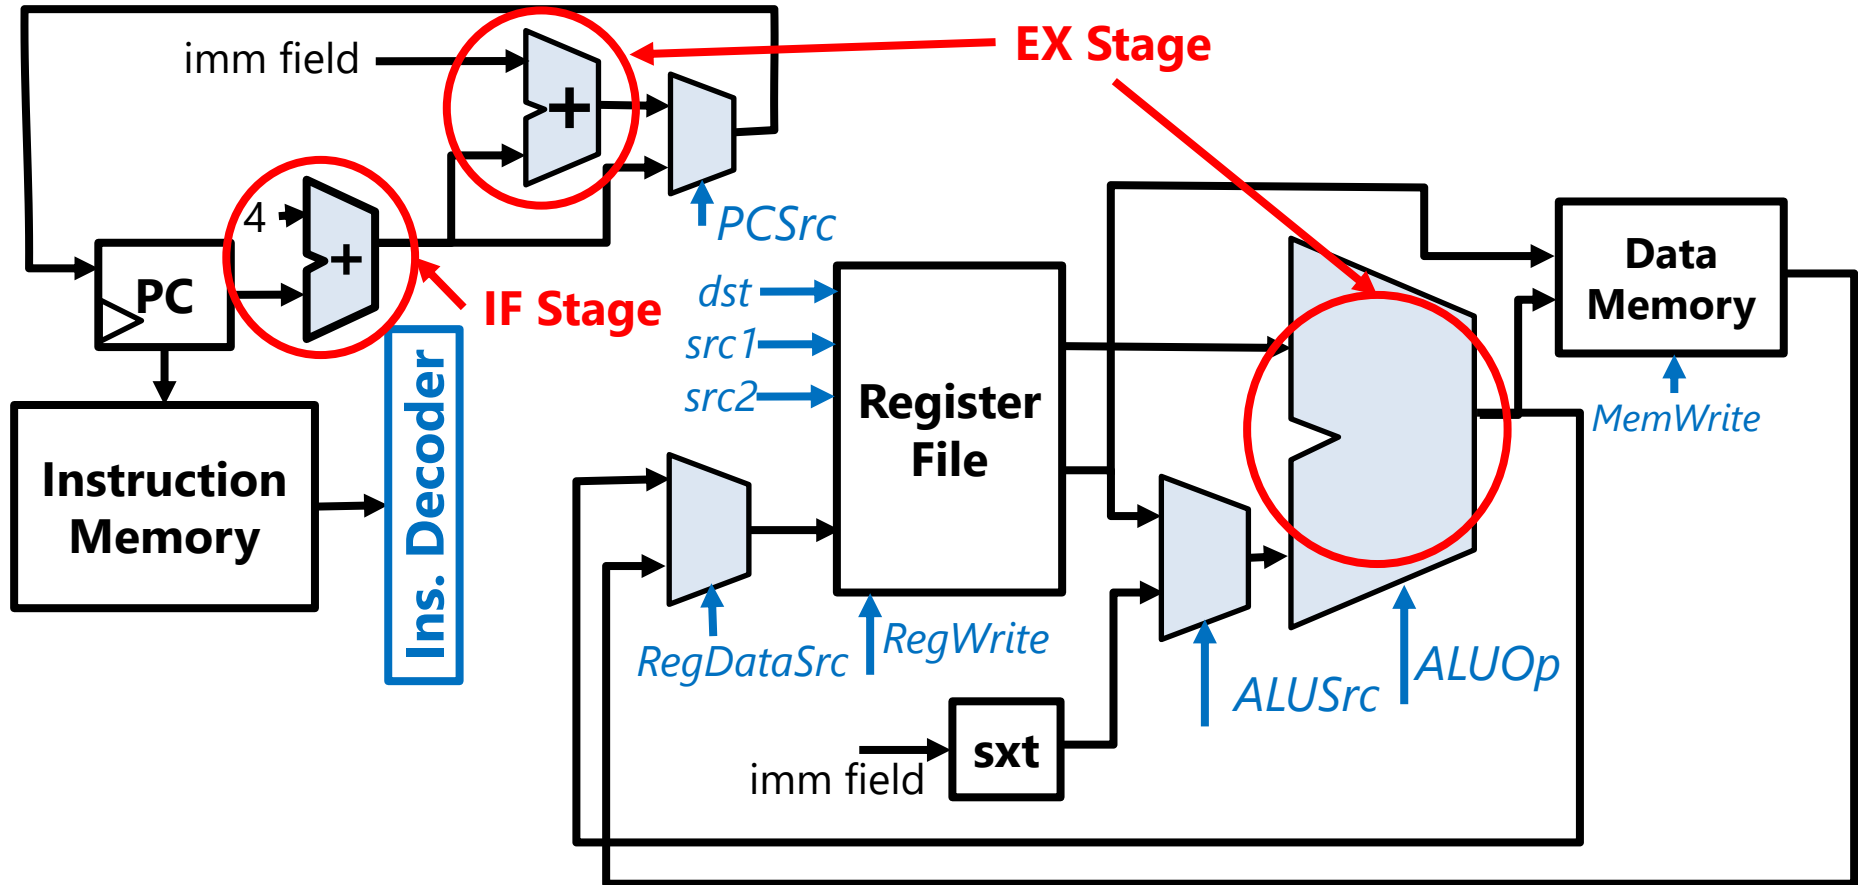 imm field
EX Stage
+
4
+
PCSrc
PC
IF Stage
dst
src1
src2
Data
Memory
MemWrite
Register
File
Instruction
Memory
Ins. Decoder
RegDataSrc
RegWrite
ALUSrc
ALUOp
sxt
imm field